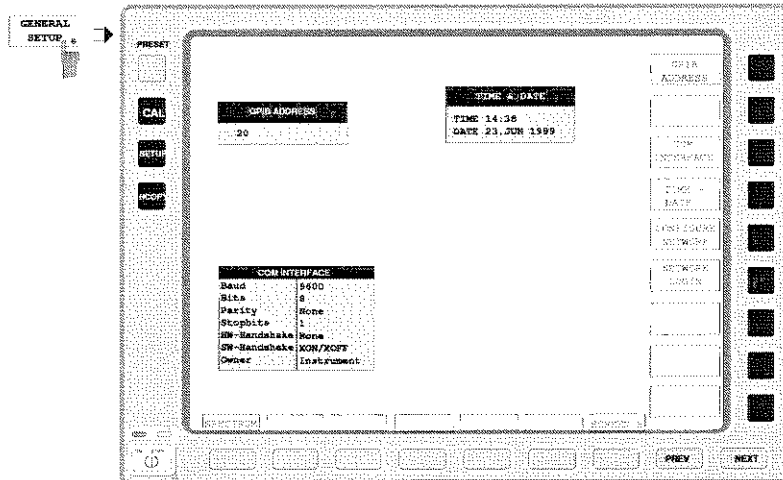 GENERAL
SETUP
PRESET
CAL
SETUP
HCOPY
GPIB ADDRESS
20
TIME & DATE
TIME 14:38
DATE 23.JUN 1999
COM INTERFACE
Baud 9600
Bits 8
Parity None
Stopbits 1
HW-Handshake None
SW-Handshake XON/XOFF
Owner Instrument
GPIB
ADDRESS
COM
INTERFACE
TIME +
DATE
CONFIGURE
NETWORK
NETWORK
LOGIN
SPECTRUM
SCREEN B
PREV
NEXT